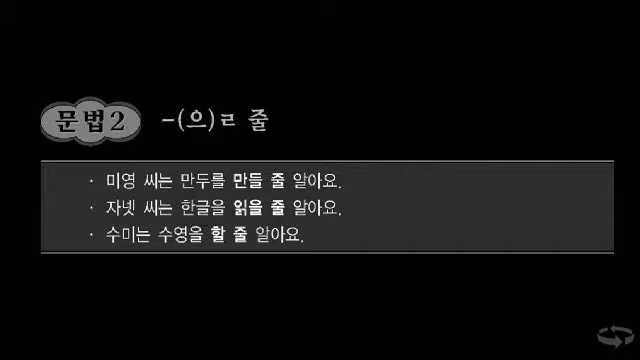 문법2 -(으)ㄹ 줄
· 미영 씨는 만두를 만들 줄 알아요.
· 자넷 씨는 한글을 읽을 줄 알아요.
· 수미는 수영을 할 줄 알아요.